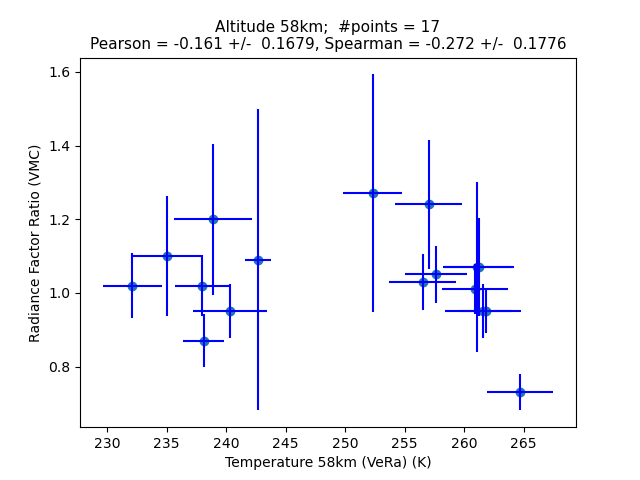 Altitude 58km;  #points = 17
Pearson = -0.161 +/-  0.1679, Spearman = -0.272 +/-  0.1776
1.6
1.4
1.2
1.0
0.8
Radiance Factor Ratio (VMC)
230 235 240 245 250 255 260 265
Temperature 58km (VeRa) (K)